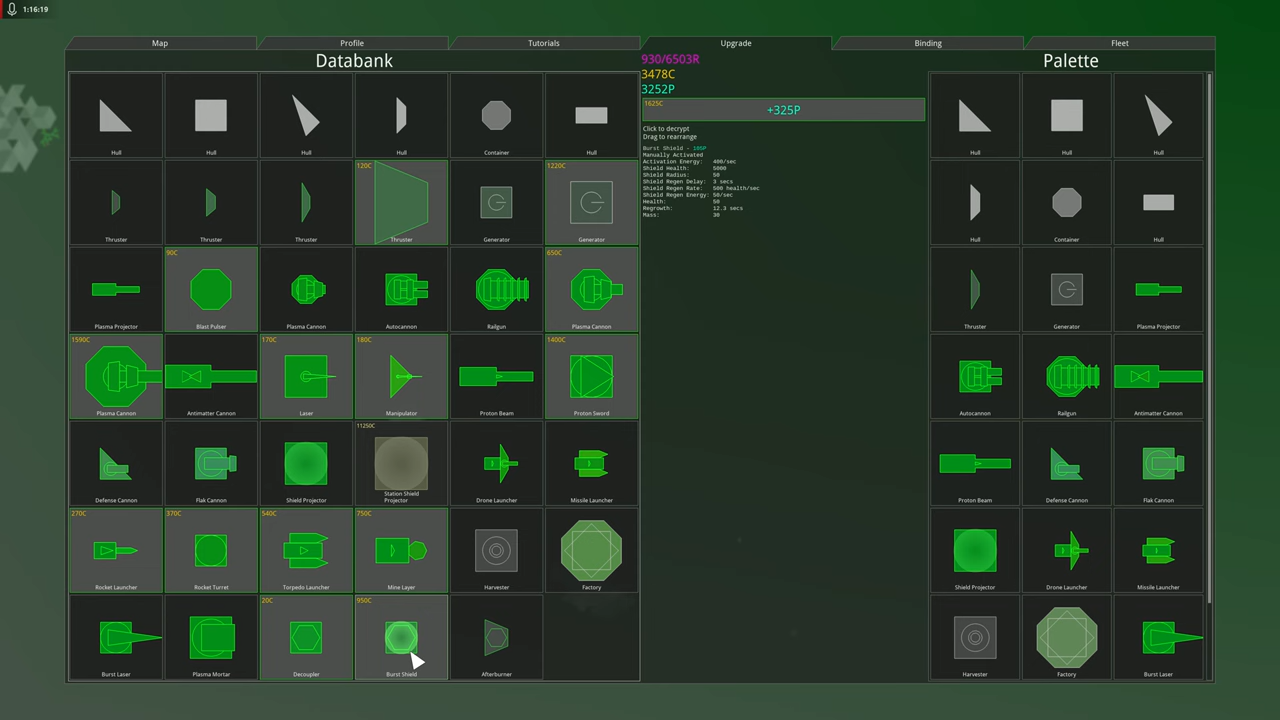 1:16:19
Map Profile Tutorials Upgrade Binding Fleet
Databank
930/6503R
3478C
3252P
1625C +325P
Click to decrypt
Drag to rearrange
Burst Shield - 105P
Manually Activated
Activation Energy: 400/sec
Shield Health: 5000
Shield Radius: 50
Shield Regen Delay: 3 secs
Shield Regen Rate: 500 health/sec
Shield Regen Energy: 50/sec
Health: 50
Regrowth: 12.3 secs
Mass: 30
Hull Hull Hull Hull Container Hull
120C 1220C
Thruster Thruster Thruster Thruster Generator Generator
90C 650C
Plasma Projector Blast Pulser Plasma Cannon Autocannon Railgun Plasma Cannon
1590C 170C 180C 1400C
Plasma Cannon Antimatter Cannon Laser Manipulator Proton Beam Proton Sword
11250C
Defense Cannon Flak Cannon Shield Projector Station Shield Projector Drone Launcher Missile Launcher
270C 370C 540C 750C
Rocket Launcher Rocket Turret Torpedo Launcher Mine Layer Harvester Factory
20C 950C
Burst Laser Plasma Mortar Decoupler Burst Shield Afterburner
Palette
Hull Hull Hull
Hull Container Hull
Thruster Generator Plasma Projector
Autocannon Railgun Antimatter Cannon
Proton Beam Defense Cannon Flak Cannon
Shield Projector Drone Launcher Missile Launcher
Harvester Factory Burst Laser